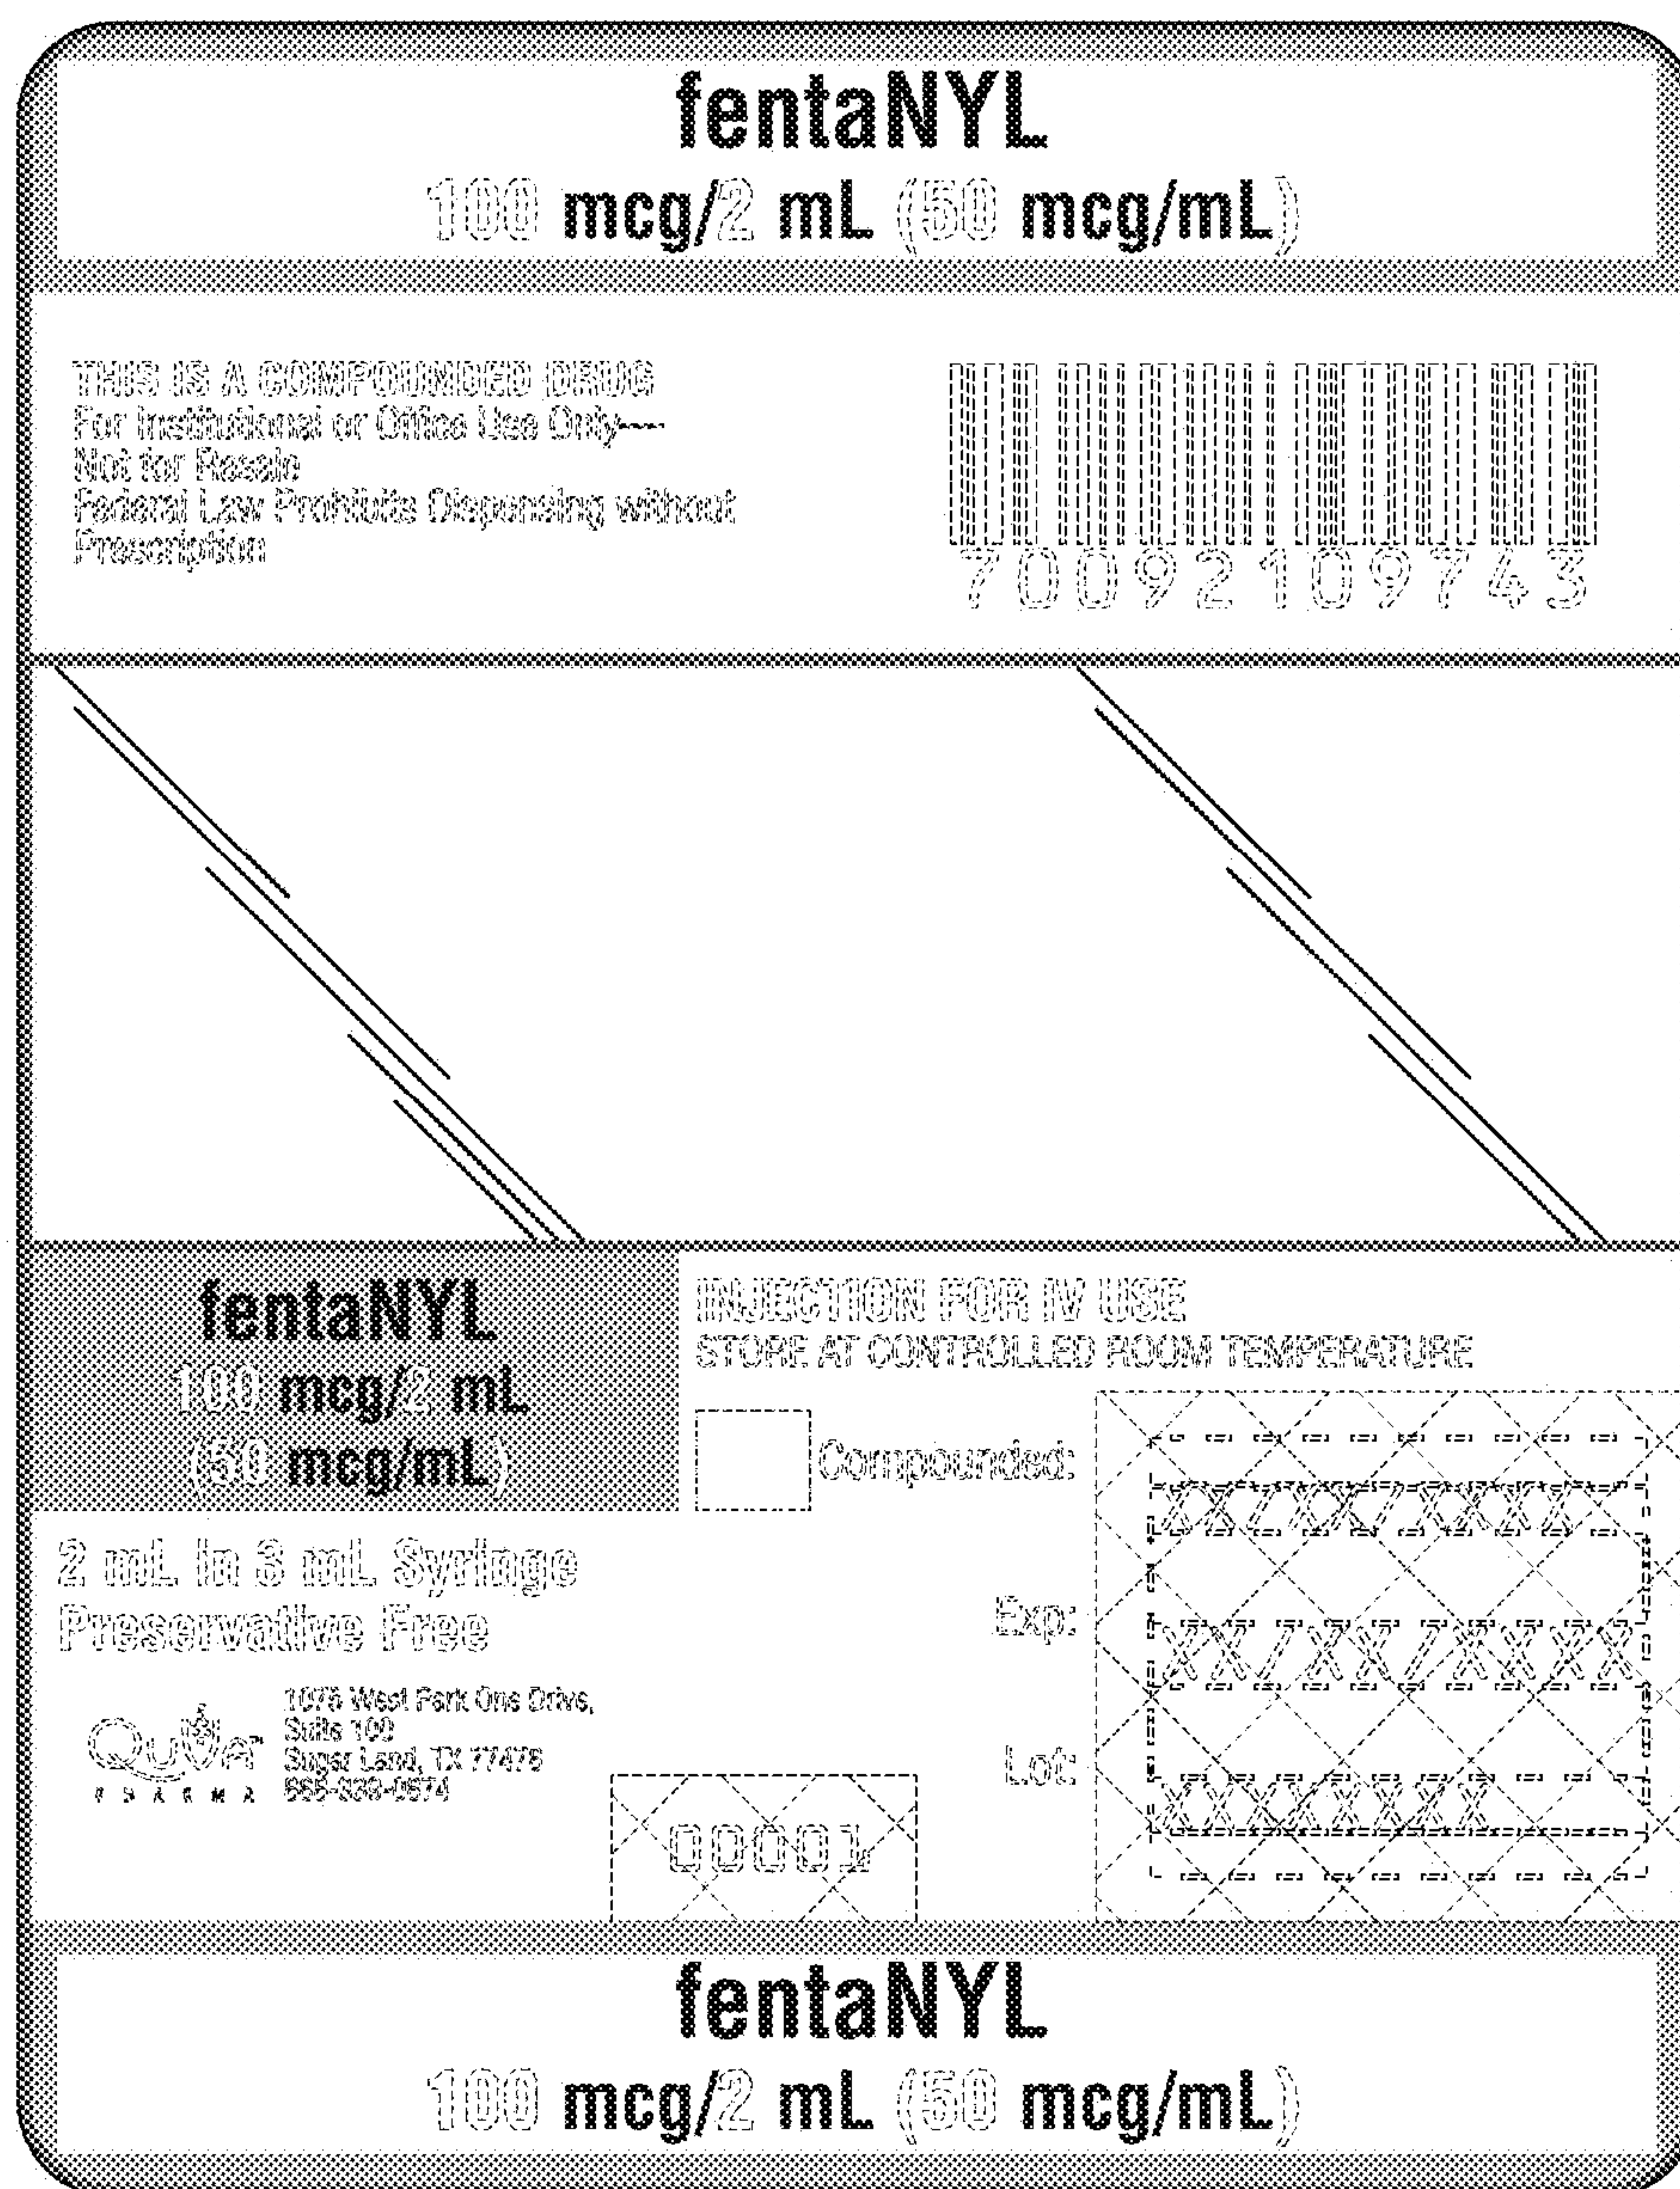 fentaNYL
100 mcg/2 mL (50 mcg/mL)
THIS IS A COMPOUNDED DRUG
For Institutional or Office Use Only—
Not for Resale
Federal Law Prohibits Dispensing without
Prescription
70092109743
fentaNYL
100 mcg/2 mL
(50 mcg/mL)
2 mL in 3 mL Syringe
Preservative Free
QuVa
PHARMA
1075 West Park One Drive,
Suite 100
Sugar Land, TX 77478
INJECTION FOR IV USE
STORE AT CONTROLLED ROOM TEMPERATURE
Compounded: XX/XX/XXXX
Exp: XX/XX/XXXX
Lot: XXXXXXXX
00001
fentaNYL
100 mcg/2 mL (50 mcg/mL)